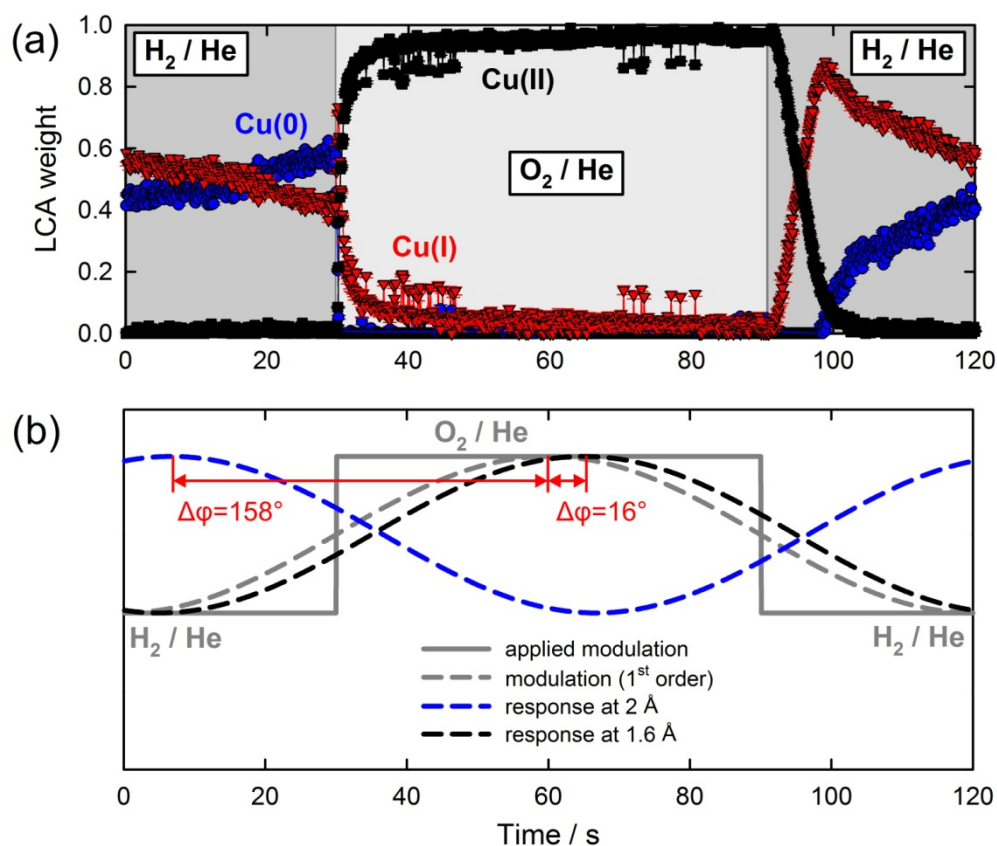 (a)
1.0
0.8
0.6
0.4
0.2
0.0
LCA weight
H₂ / He
H₂ / He
Cu(0)
Cu(II)
O₂ / He
Cu(I)
0 20 40 60 80 100 120
(b)
O₂ / He
Δφ=158°
Δφ=16°
H₂ / He
H₂ / He
applied modulation
modulation (1ˢᵗ order)
response at 2 Å
response at 1.6 Å
0 20 40 60 80 100 120
Time / s